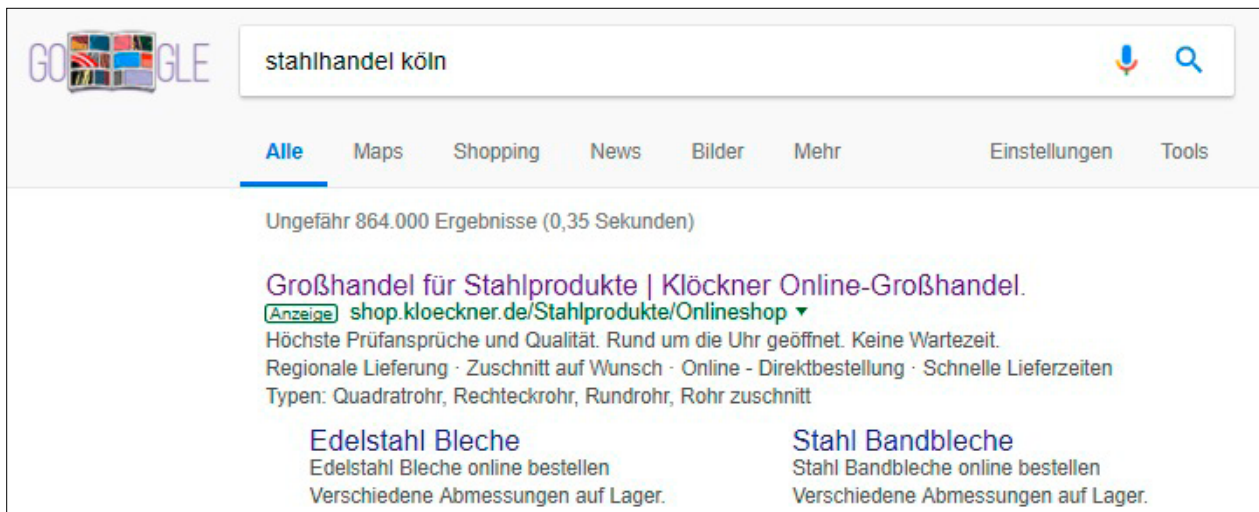 GO GLE
stahlhandel köln
Alle Maps Shopping News Bilder Mehr Einstellungen Tools
Ungefähr 864.000 Ergebnisse (0,35 Sekunden)
Großhandel für Stahlprodukte | Klöckner Online-Großhandel.
Anzeige shop.kloeckner.de/Stahlprodukte/Onlineshop ▼
Höchste Prüfansprüche und Qualität. Rund um die Uhr geöffnet. Keine Wartezeit.
Regionale Lieferung · Zuschnitt auf Wunsch · Online - Direktbestellung · Schnelle Lieferzeiten
Typen: Quadratrohr, Rechteckrohr, Rundrohr, Rohr zuschnitt
Edelstahl Bleche
Edelstahl Bleche online bestellen
Verschiedene Abmessungen auf Lager.
Stahl Bandbleche
Stahl Bandbleche online bestellen
Verschiedene Abmessungen auf Lager.